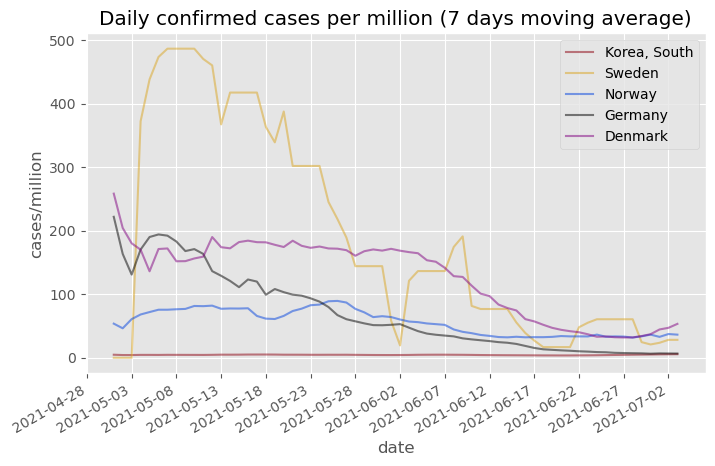 Daily confirmed cases per million (7 days moving average)
500
400
300
200
100
0
cases/million
Korea, South
Sweden
Norway
Germany
Denmark
2021-04-28
2021-05-03
2021-05-08
2021-05-13
2021-05-18
2021-05-23
2021-05-28
2021-06-02
2021-06-07
2021-06-12
2021-06-17
2021-06-22
2021-06-27
2021-07-02
date